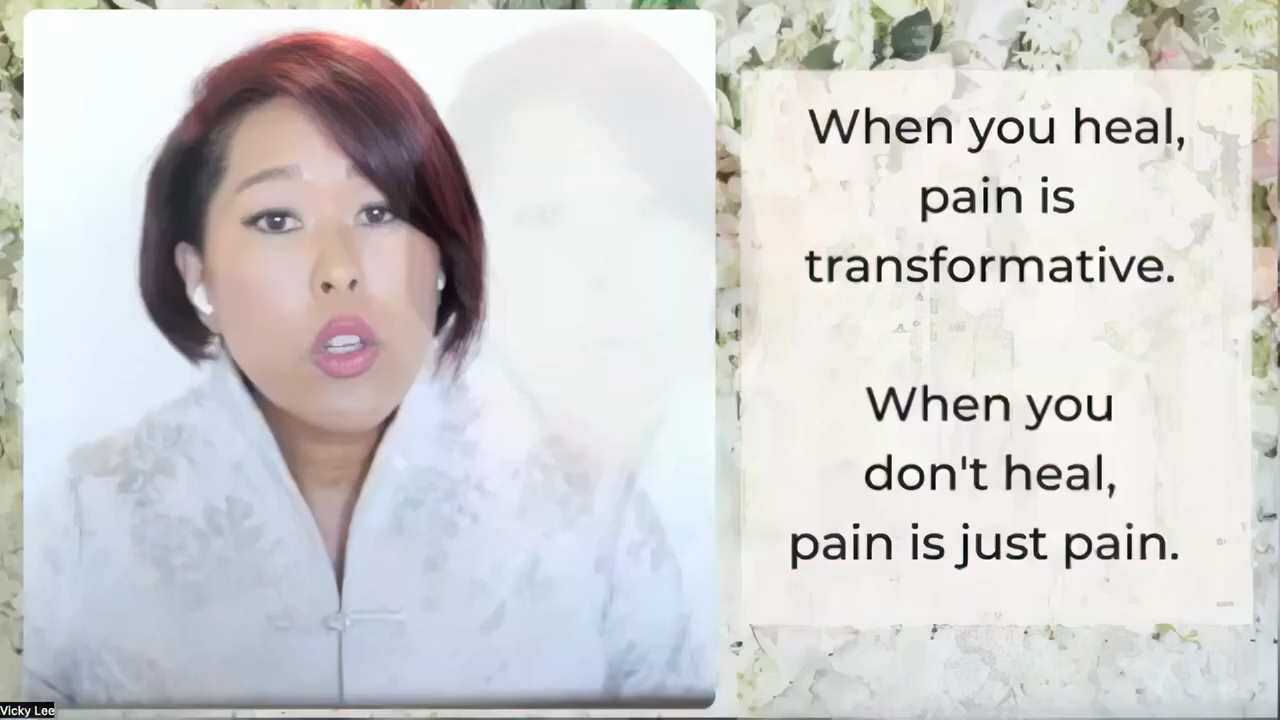 When you heal,
pain is
transformative.
When you
don't heal,
pain is just pain.
Vicky Lee